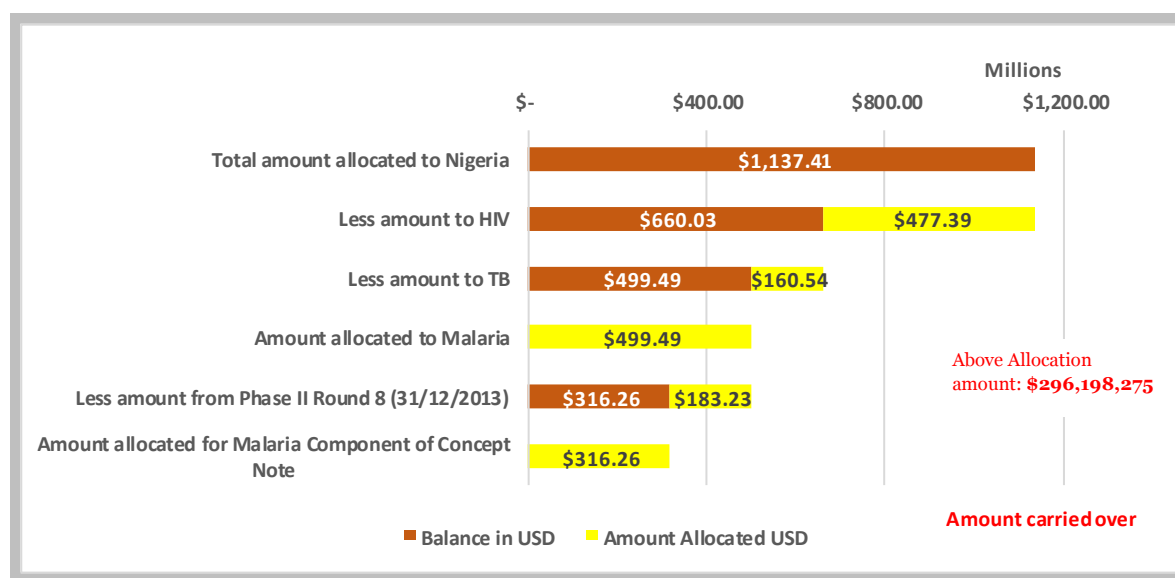 Millions
$-
$400.00
$800.00
$1,200.00
Total amount allocated to Nigeria
$1,137.41
Less amount to HIV
$660.03
$477.39
Less amount to TB
$499.49
$160.54
Amount allocated to Malaria
$499.49
Above Allocation
amount: $296,198,275
Less amount from Phase II Round 8 (31/12/2013)
$316.26
$183.23
Amount allocated for Malaria Component of Concept
Note
$316.26
Amount carried over
Balance in USD
Amount Allocated USD